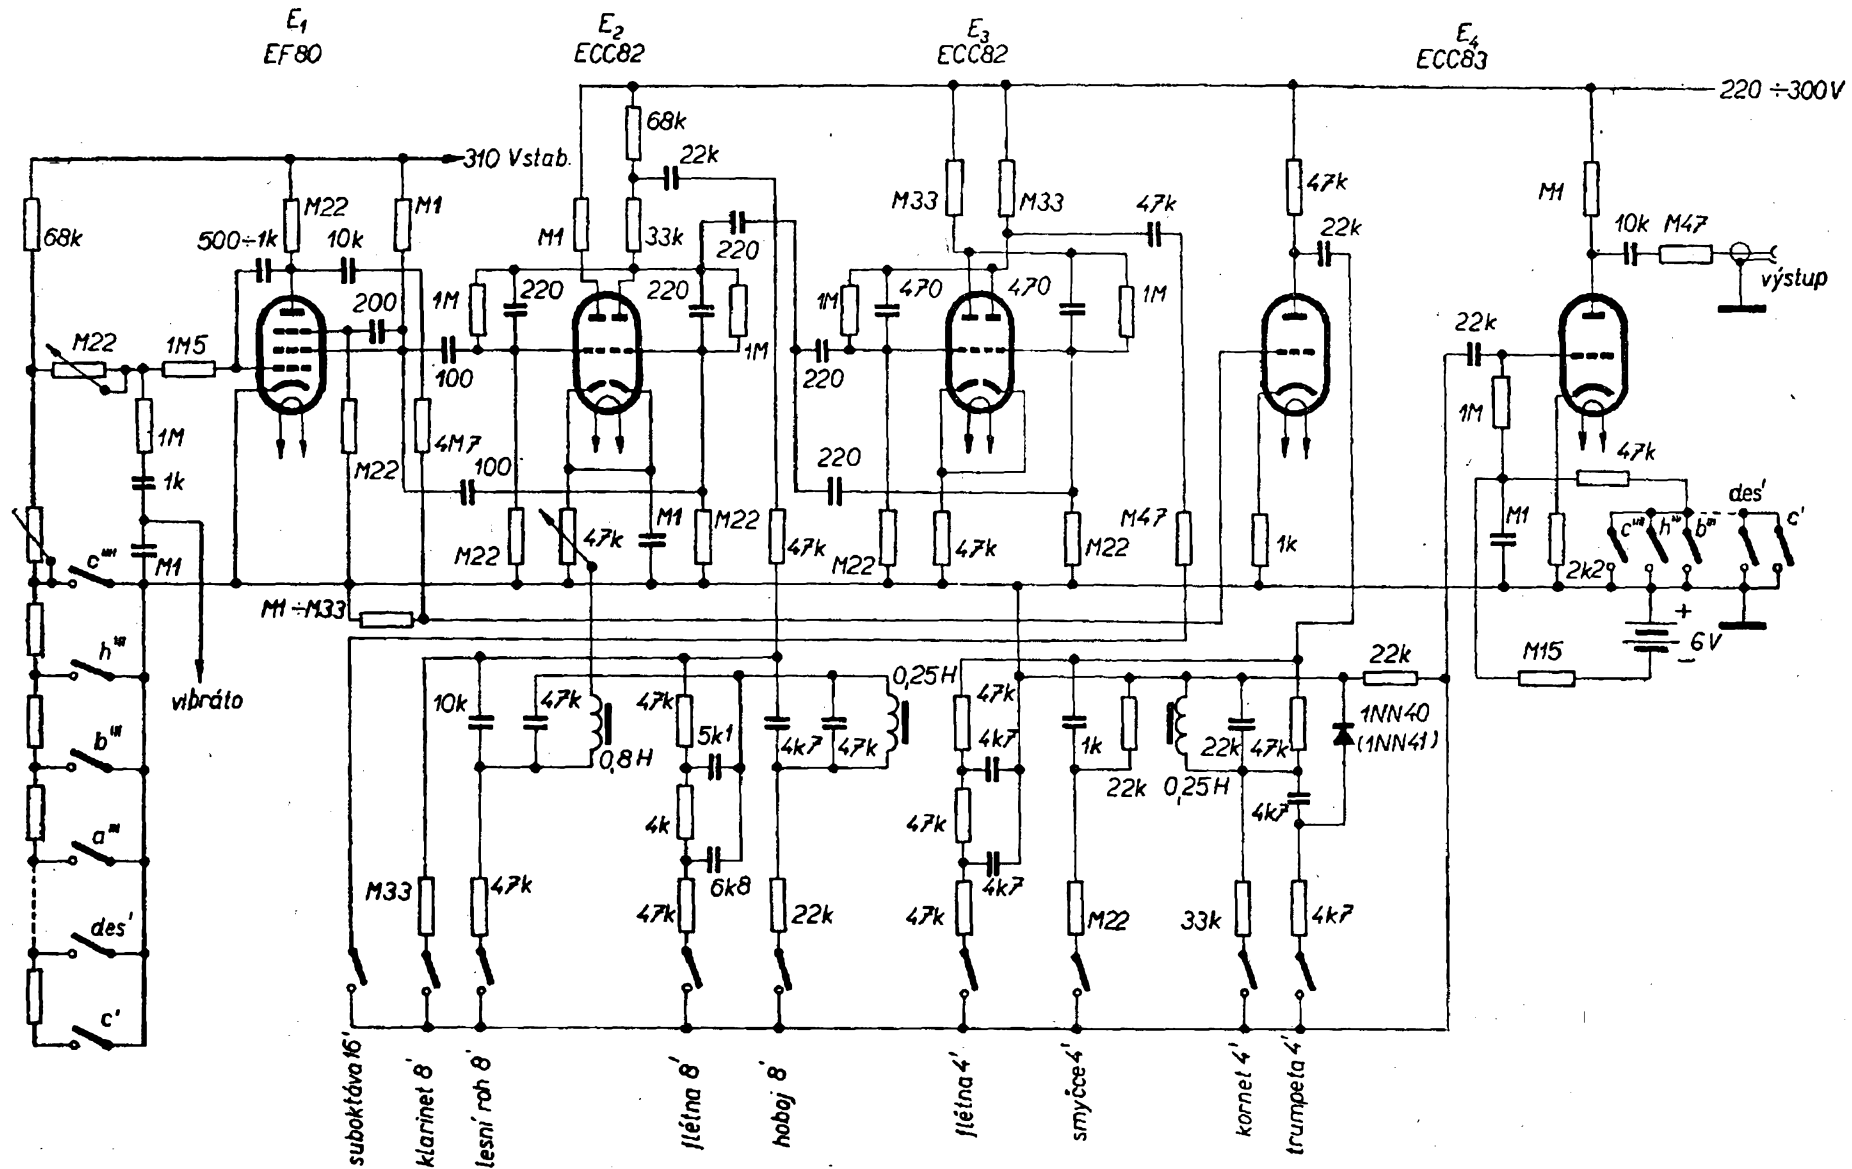 E₁
EF80
E₂
ECC82
E₃
ECC82
E₄
ECC83
220 ÷300V
68k
22k
310 Vstab.
M22
M1
68k
500÷1k
10k
M1
33k
220
M33
M33
47k
47k
22k
M1
10k
M47
výstup
200
1M
220
220
1M
1M
470
470
1M
M22
1M5
100
220
22k
1M
1M
1k
M22
4M7
100
220
47k
M1
M22
47k
M1
M22
47k
M22
47k
M47
M22
1k
M1
2k2
c'''' h''' b'''
des'
c'
c''''
M1
M1÷M33
+
6V
−
M15
h'''
vibráto
10k
47k
0,8H
47k
5k1
4k7
47k
0,25H
47k
4k7
1k
22k
0,25H
22k
47k
22k
1NN40
(1NN41)
4k7
b'''
4k
6k8
47k
4k7
a'''
M33
47k
47k
22k
47k
M22
33k
4k7
des'
c'
suboktáva 16'
klarinet 8'
lesní roh 8'
flétna 8'
hoboj 8'
flétna 4'
smyčce 4'
kornet 4'
trumpeta 4'